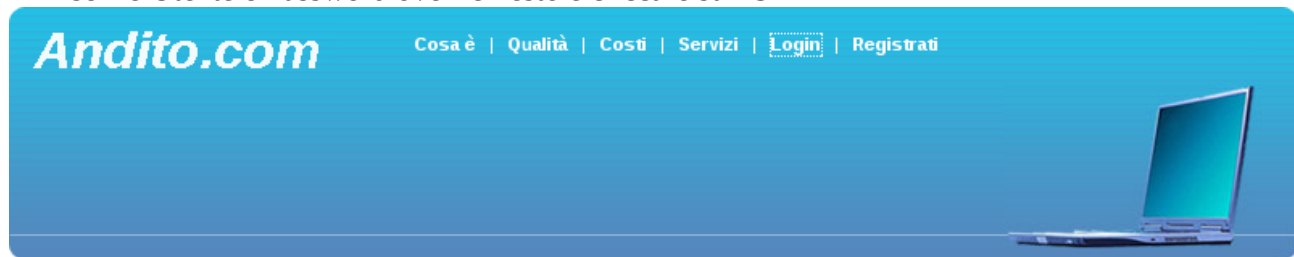 Andito.com
Cosa è | Qualità | Costi | Servizi | Login | Registrati